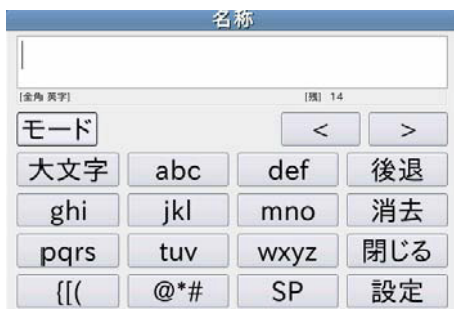 名称
[全角 英字] [残] 14
モード < >
大文字 abc def 後退
ghi jkl mno 消去
pqrs tuv wxyz 閉じる
{[( @*# SP 設定